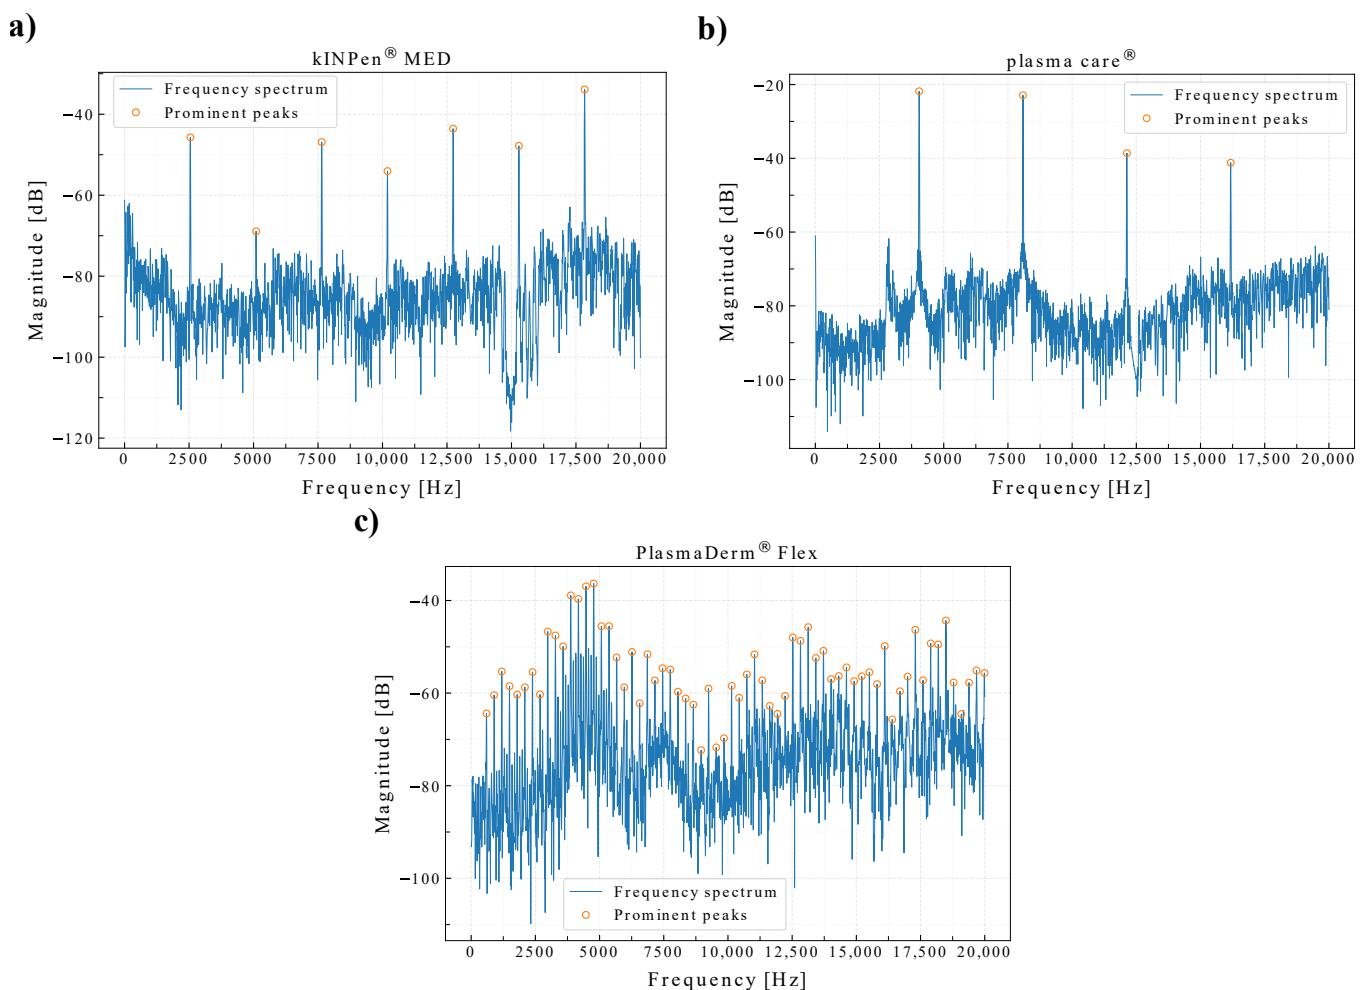 a)
kINPen® MED
Frequency spectrum
Prominent peaks
−40
−60
−80
−100
−120
Magnitude [dB]
0 2500 5000 7500 10,000 12,500 15,000 17,500 20,000
Frequency [Hz]
b)
plasma care®
Frequency spectrum
Prominent peaks
−20
−40
−60
−80
−100
Magnitude [dB]
0 2500 5000 7500 10,000 12,500 15,000 17,500 20,000
Frequency [Hz]
c)
PlasmaDerm® Flex
−40
−60
−80
−100
Magnitude [dB]
Frequency spectrum
Prominent peaks
0 2500 5000 7500 10,000 12,500 15,000 17,500 20,000
Frequency [Hz]